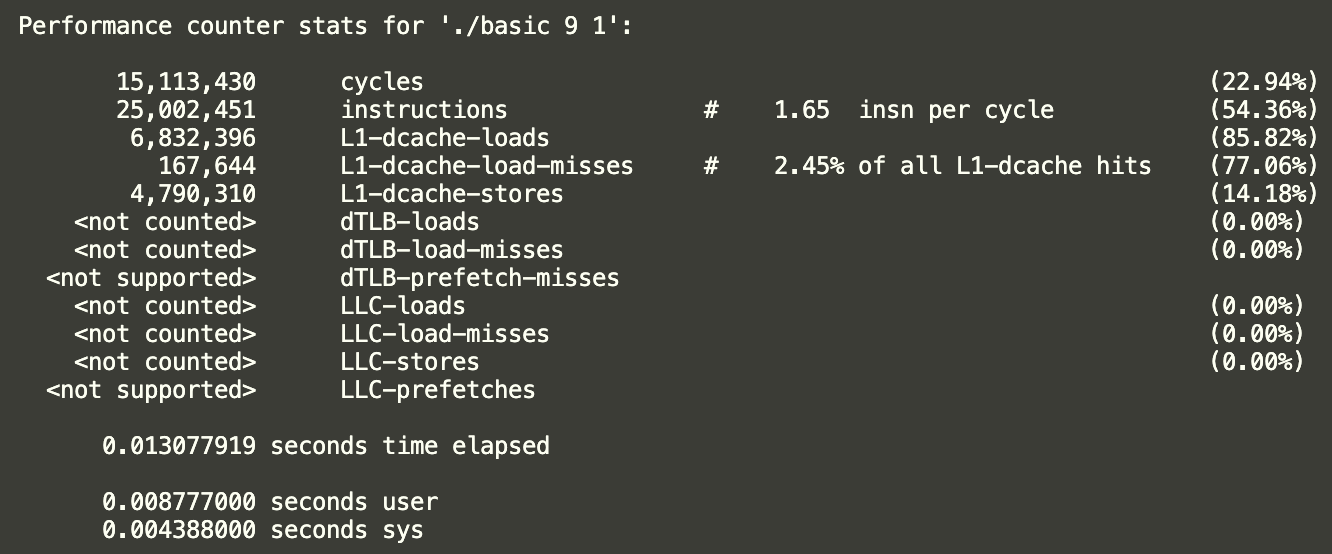 Performance counter stats for './basic 9 1':
15,113,430 cycles (22.94%)
25,002,451 instructions # 1.65 insn per cycle (54.36%)
6,832,396 L1-dcache-loads (85.82%)
167,644 L1-dcache-load-misses # 2.45% of all L1-dcache hits (77.06%)
4,790,310 L1-dcache-stores (14.18%)
<not counted> dTLB-loads (0.00%)
<not counted> dTLB-load-misses (0.00%)
<not supported> dTLB-prefetch-misses
<not counted> LLC-loads (0.00%)
<not counted> LLC-load-misses (0.00%)
<not counted> LLC-stores (0.00%)
<not supported> LLC-prefetches
0.013077919 seconds time elapsed
0.008777000 seconds user
0.004388000 seconds sys